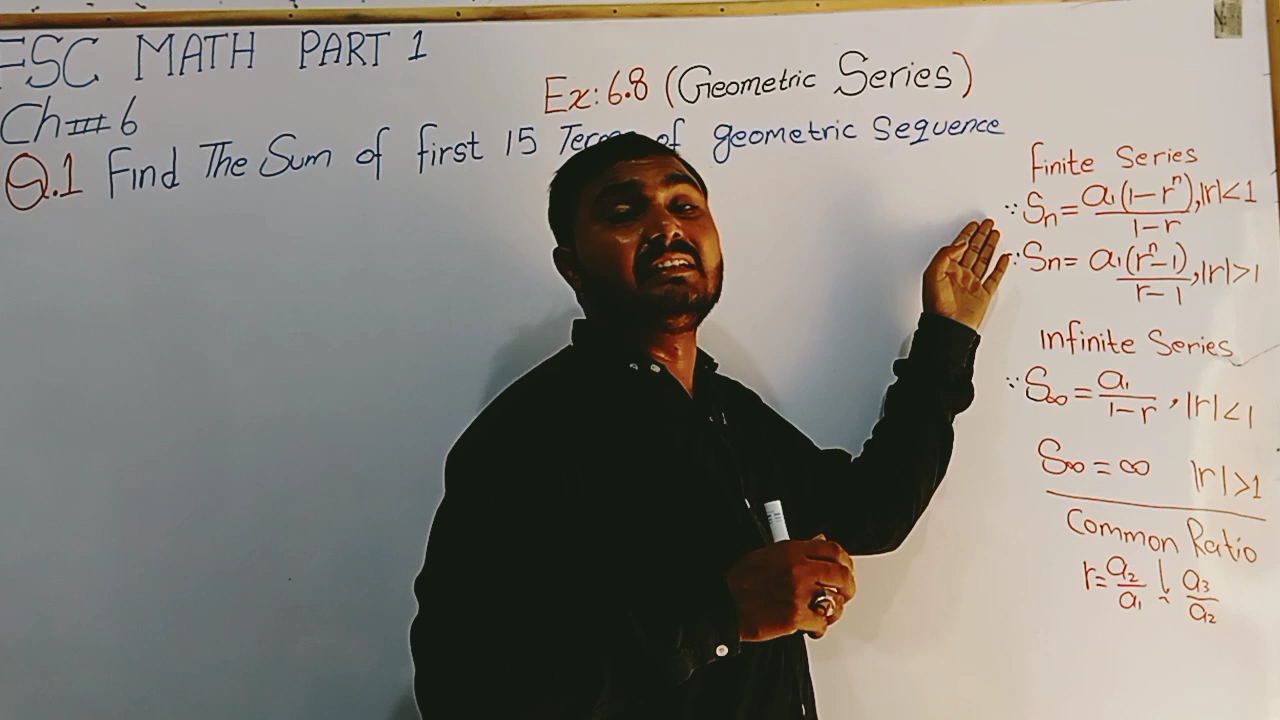 FSC MATH PART 1
Ch# 6
Ex: 6.8 (Geometric Series)
Q.1 Find The Sum of first 15 Terms of geometric Sequence
finite Series
∵ Sn = a₁(1-rⁿ)/1-r, |r|<1
∵ Sn = a₁(rⁿ-1)/r-1, |r|>1
Infinite Series
∵ S∞ = a₁/1-r, |r|<1
S∞ = ∞ |r|>1
Common Ratio
r = a₂/a₁ a₃/a₂